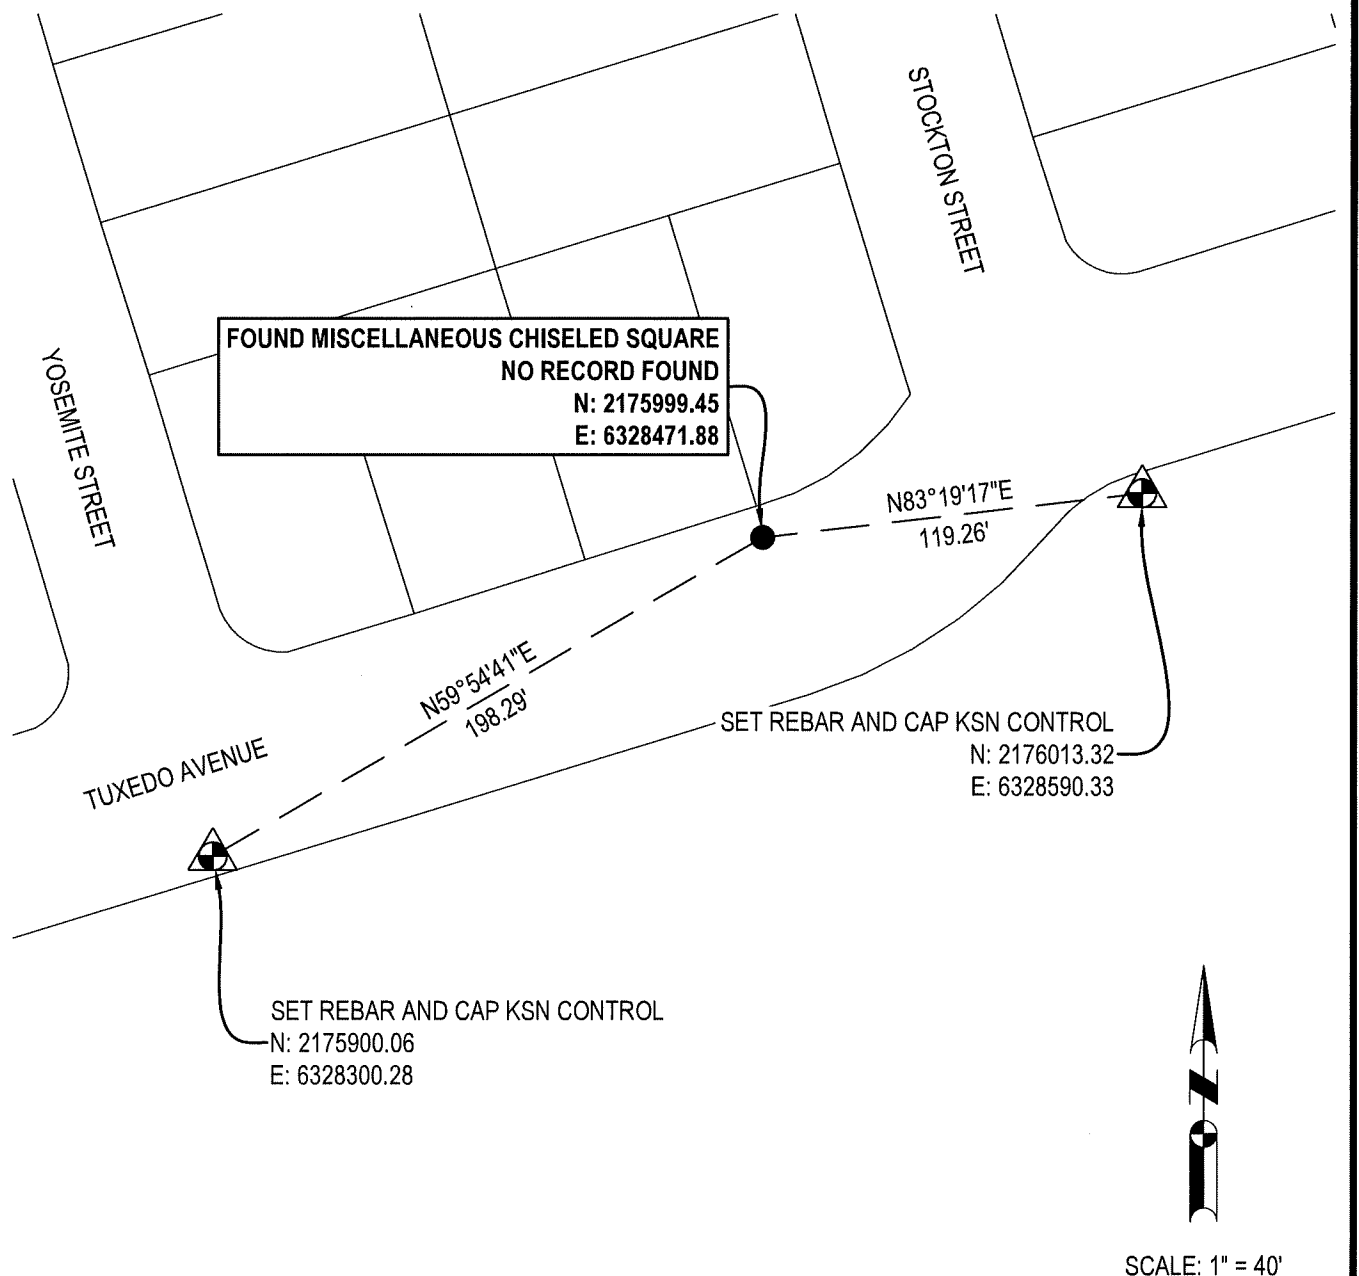 STOCKTON STREET
FOUND MISCELLANEOUS CHISELED SQUARE
NO RECORD FOUND
N: 2175999.45
E: 6328471.88
YOSEMITE STREET
N83°19'17"E
119.26'
N59°54'41"E
198.29'
SET REBAR AND CAP KSN CONTROL
N: 2176013.32
E: 6328590.33
TUXEDO AVENUE
SET REBAR AND CAP KSN CONTROL
N: 2175900.06
E: 6328300.28
N
SCALE: 1" = 40'